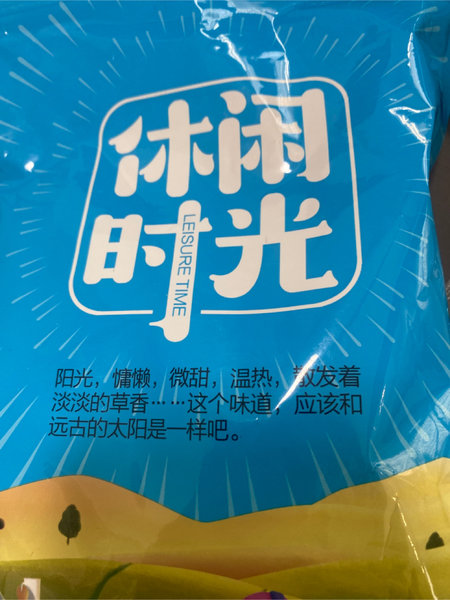 休闲
时光
LEISURE TIME
阳光，慵懒，微甜，温热，散发着
淡淡的草香……这个味道，应该和
远古的太阳是一样吧。